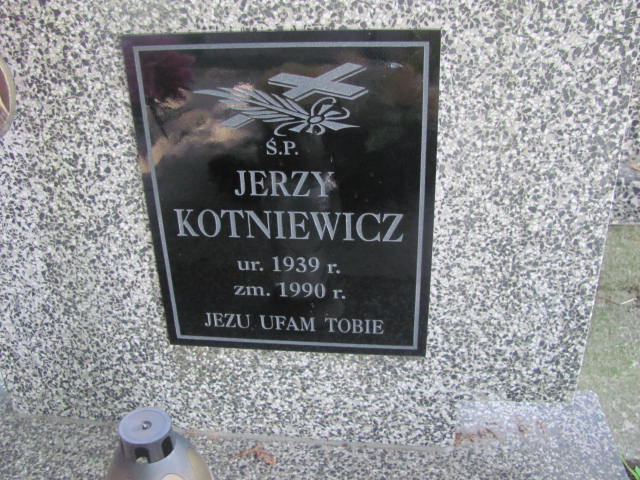 Ś.P.
JERZY
KOTNIEWICZ
ur. 1939 r.
zm. 1990 r.
JEZU UFAM TOBIE